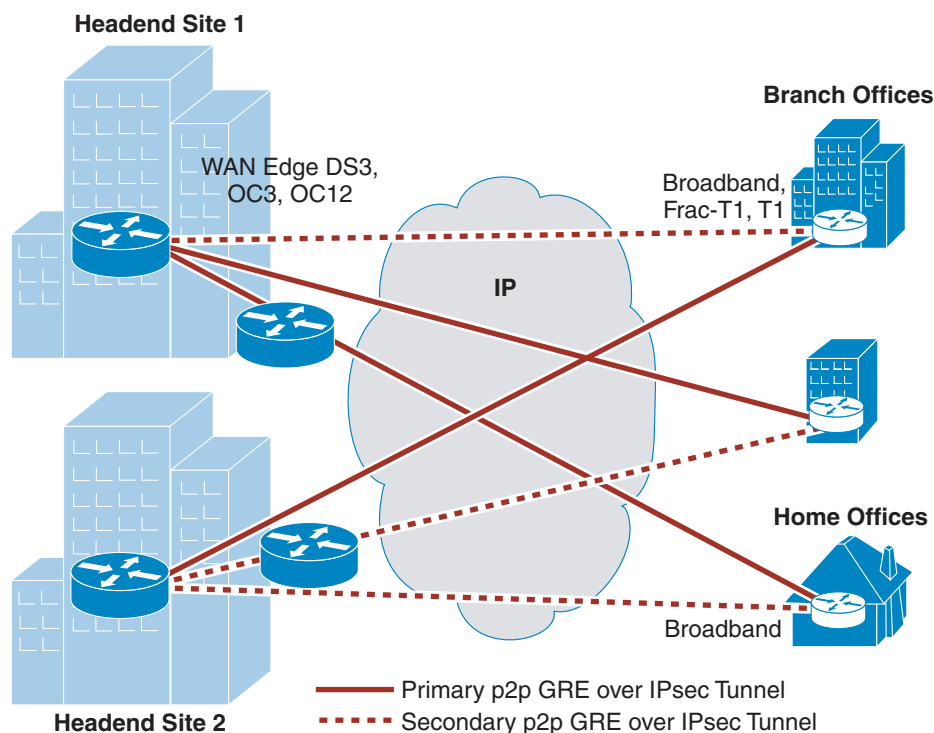 Headend Site 1
Branch Offices
WAN Edge DS3,
OC3, OC12
Broadband,
Frac-T1, T1
IP
Home Offices
Broadband
Headend Site 2
Primary p2p GRE over IPsec Tunnel
Secondary p2p GRE over IPsec Tunnel